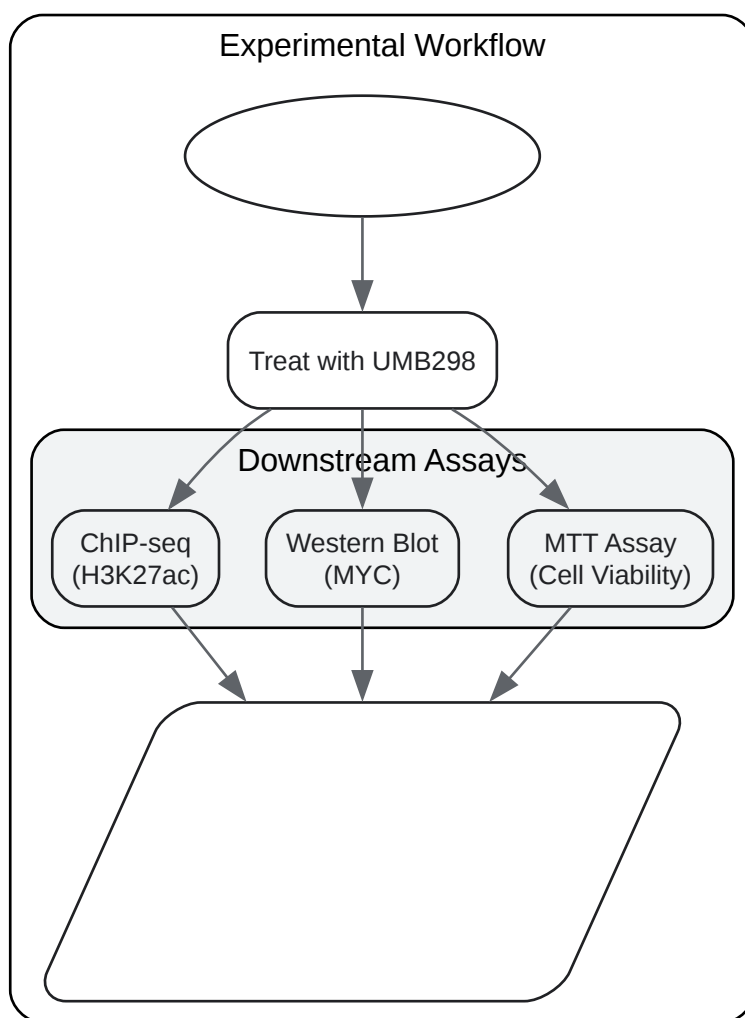 Experimental Workflow
Treat with UMB298
Downstream Assays
ChIP-seq
(H3K27ac)
Western Blot
(MYC)
MTT Assay
(Cell Viability)